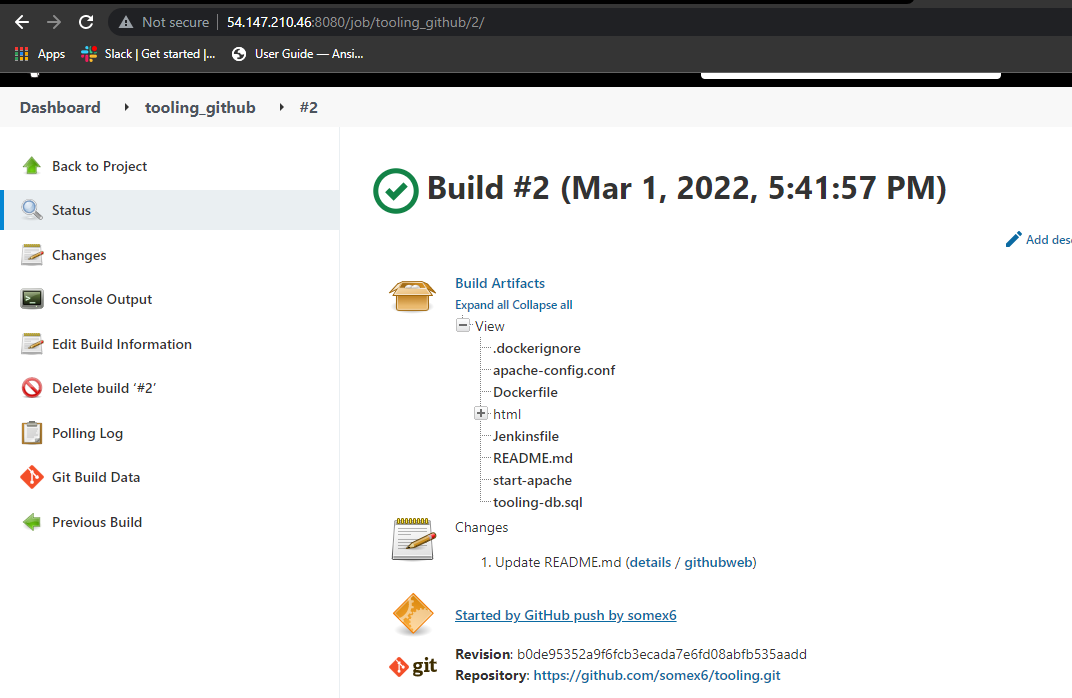 Not secure 54.147.210.46:8080/job/tooling_github/2/
Apps Slack | Get started |... User Guide — Ansi...
Dashboard tooling_github #2
Back to Project
Status
Changes
Console Output
Edit Build Information
Delete build ‘#2’
Polling Log
Git Build Data
Previous Build
Build #2 (Mar 1, 2022, 5:41:57 PM)
Add desc
Build Artifacts
Expand all Collapse all
View
.dockerignore
apache-config.conf
Dockerfile
html
Jenkinsfile
README.md
start-apache
tooling-db.sql
Changes
1. Update README.md (details / githubweb)
Started by GitHub push by somex6
git
Revision: b0de95352a9f6fcb3ecada7e6fd08abfb535aadd
Repository: https://github.com/somex6/tooling.git